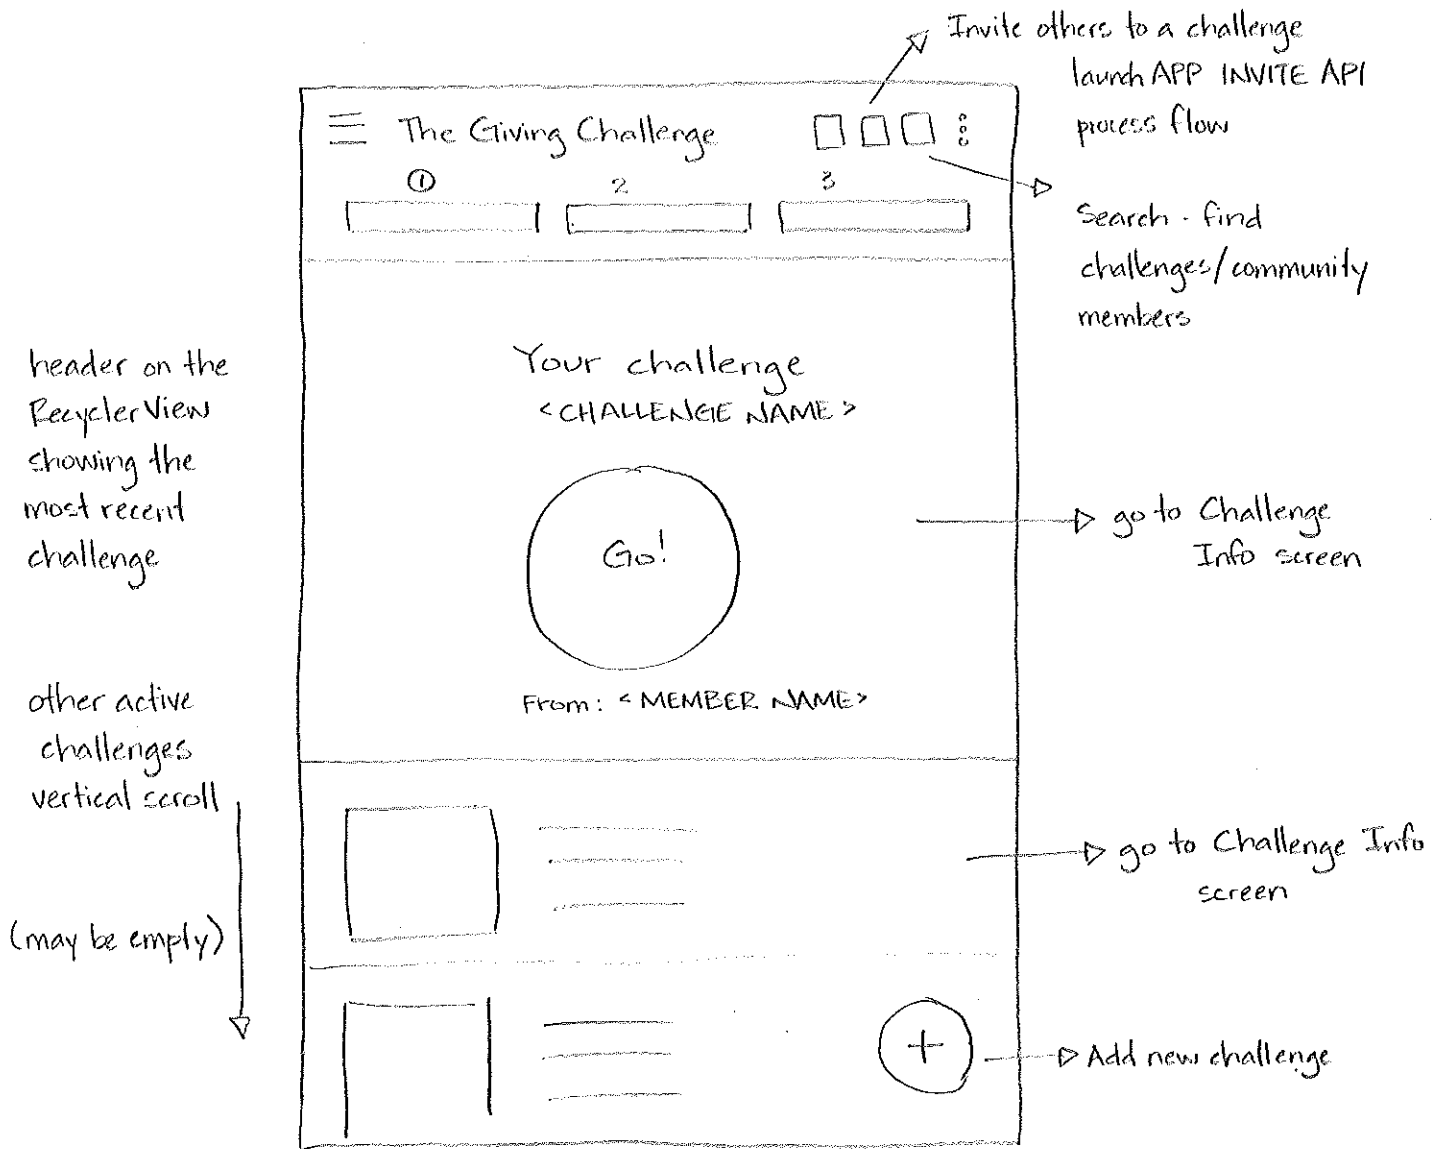 Invite others to a challenge
launch APP INVITE API
process flow
The Giving Challenge
1 2 3
Search - find
challenges/community
members
header on the
RecyclerView
showing the
most recent
challenge
Your challenge
<CHALLENGE NAME>
Go!
go to Challenge
Info screen
From: <MEMBER NAME>
other active
challenges
vertical scroll
(may be empty)
go to Challenge Info
screen
+
Add new challenge